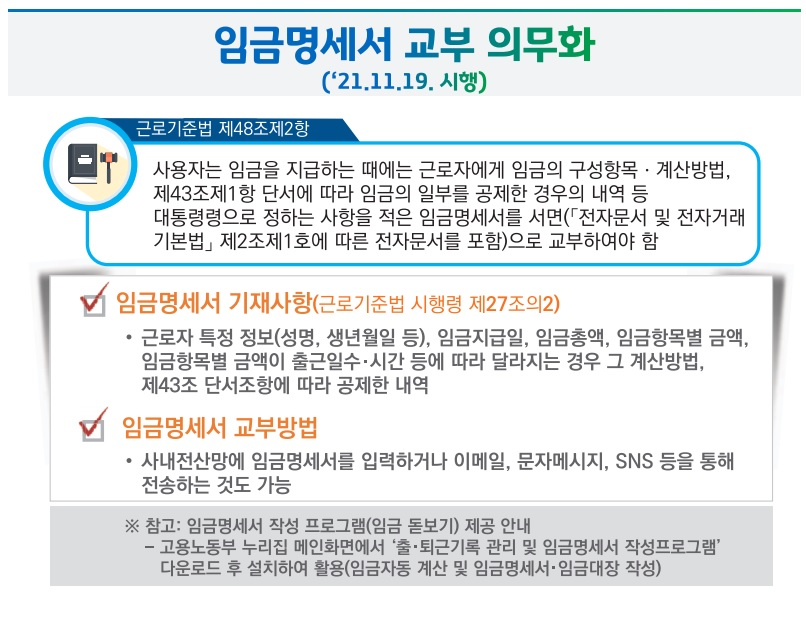 임금명세서 교부 의무화
(‘21.11.19. 시행)
근로기준법 제48조제2항
사용자는 임금을 지급하는 때에는 근로자에게 임금의 구성항목 · 계산방법,
제43조제1항 단서에 따라 임금의 일부를 공제한 경우의 내역 등
대통령령으로 정하는 사항을 적은 임금명세서를 서면(「전자문서 및 전자거래
기본법」 제2조제1호에 따른 전자문서를 포함)으로 교부하여야 함
임금명세서 기재사항(근로기준법 시행령 제27조의2)
• 근로자 특정 정보(성명, 생년월일 등), 임금지급일, 임금총액, 임금항목별 금액,
임금항목별 금액이 출근일수·시간 등에 따라 달라지는 경우 그 계산방법,
제43조 단서조항에 따라 공제한 내역
임금명세서 교부방법
• 사내전산망에 임금명세서를 입력하거나 이메일, 문자메시지, SNS 등을 통해
전송하는 것도 가능
※ 참고: 임금명세서 작성 프로그램(임금 돋보기) 제공 안내
– 고용노동부 누리집 메인화면에서 ‘출·퇴근기록 관리 및 임금명세서 작성프로그램’
다운로드 후 설치하여 활용(임금자동 계산 및 임금명세서·임금대장 작성)